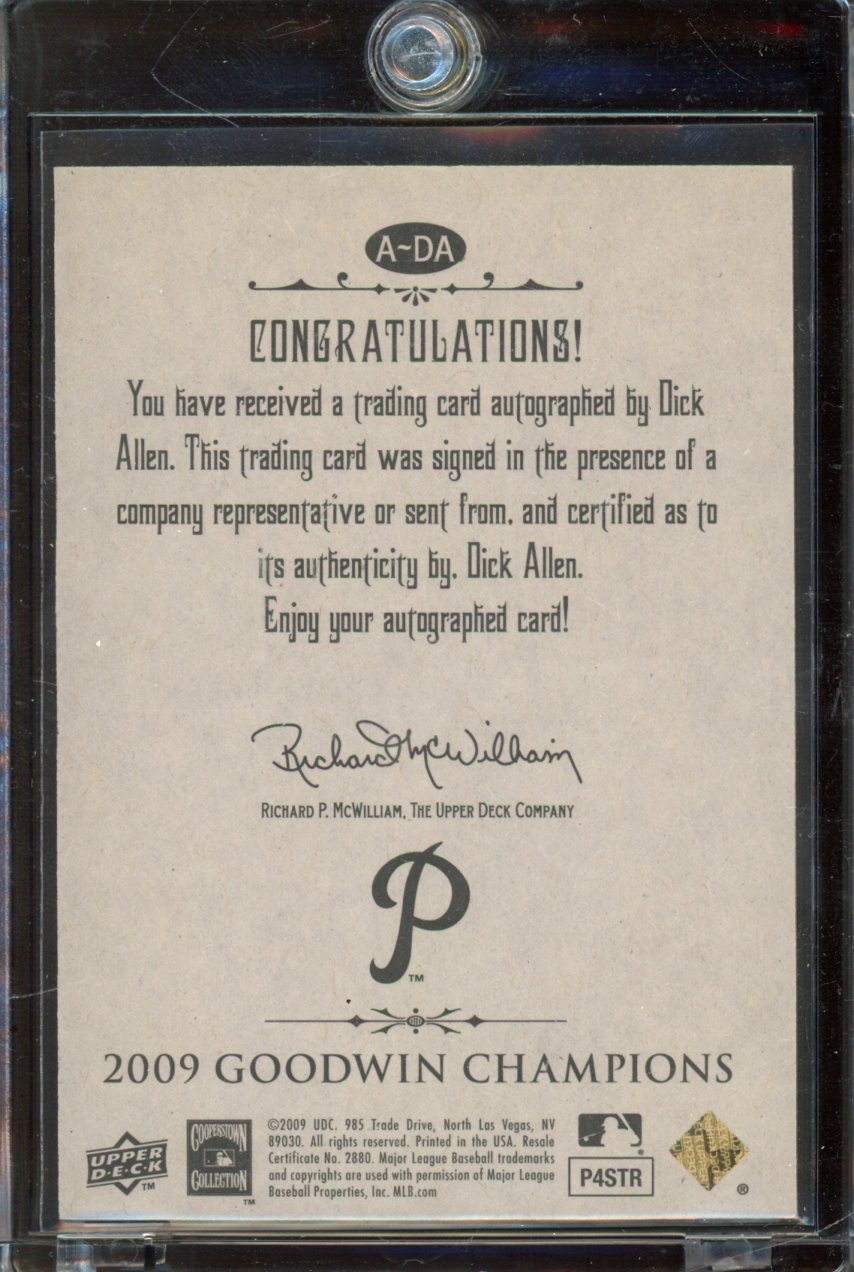 A~DA
CONGRATULATIONS!
You have received a trading card autographed by Dick
Allen. This trading card was signed in the presence of a
company representative or sent from, and certified as to
its authenticity by, Dick Allen.
Enjoy your autographed card!
Richard McWilliam
RICHARD P. MCWILLIAM, THE UPPER DECK COMPANY
P
TM
2009 GOODWIN CHAMPIONS
UPPER
D·E·C·K
TM
COOPERSTOWN
COLLECTION
TM
©2009 UDC. 985 Trade Drive, North Las Vegas, NV
89030. All rights reserved. Printed in the USA. Resale
Certificate No. 2880. Major League Baseball trademarks
and copyrights are used with permission of Major League
Baseball Properties, Inc. MLB.com
P4STR
®